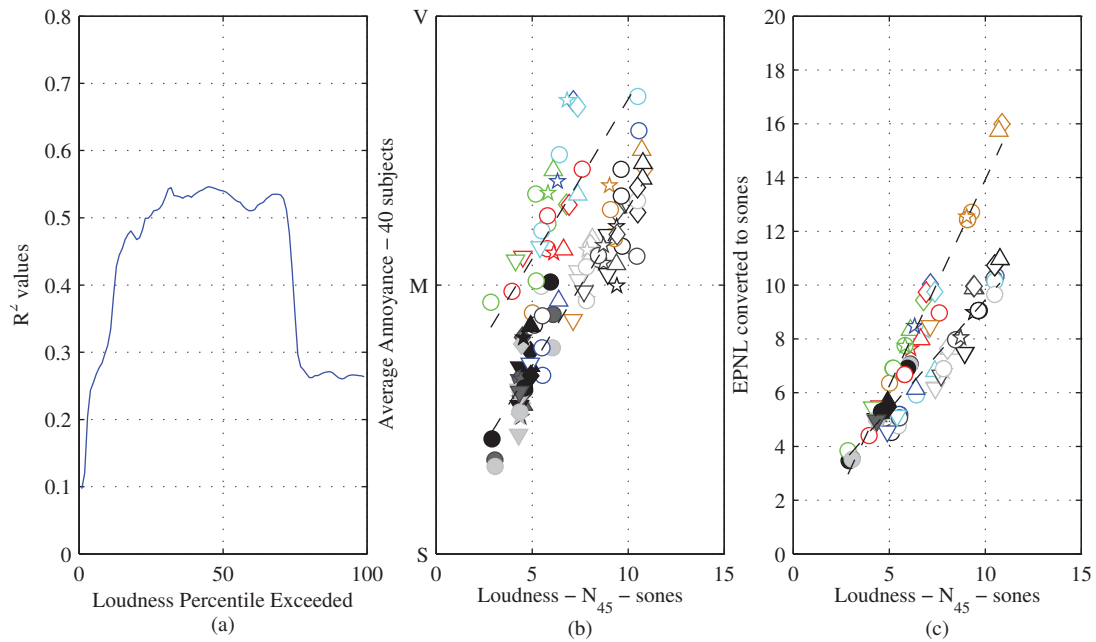 0.8
0.7
0.6
0.5
0.4
0.3
0.2
0.1
0
R² values
0 50 100
Loudness Percentile Exceeded
(a)
V
M
S
Average Annoyance − 40 subjects
0 5 10 15
Loudness − N₄₅ − sones
(b)
20
18
16
14
12
10
8
6
4
2
0
EPNL converted to sones
0 5 10 15
Loudness − N₄₅ − sones
(c)